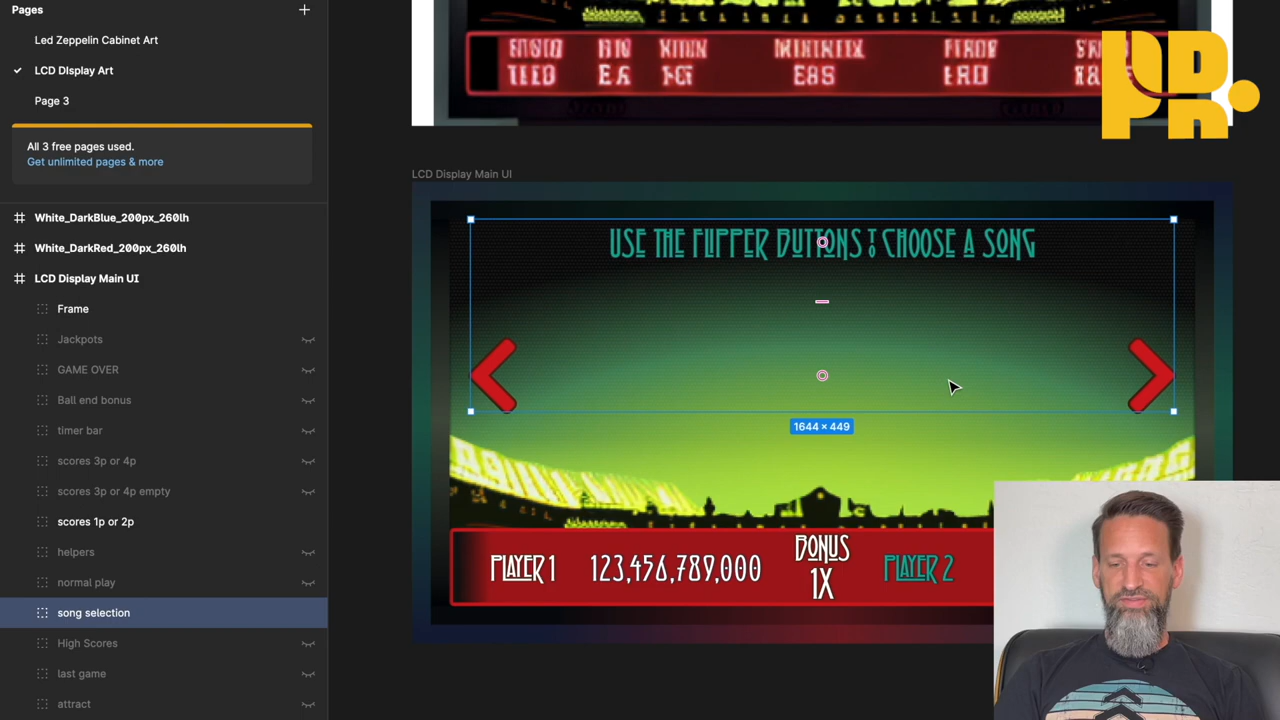 Pages
Led Zeppelin Cabinet Art
LCD DIsplay Art
Page 3
All 3 free pages used.
Get unlimited pages & more
White_DarkBlue_200px_260lh
White_DarkRed_200px_260lh
LCD Display Main UI
Frame
Jackpots
GAME OVER
Ball end bonus
timer bar
scores 3p or 4p
scores 3p or 4p empty
scores 1p or 2p
helpers
normal play
song selection
High Scores
last game
attract
LCD Display Main UI
USE THE FLIPPER BUTTONS TO CHOOSE A SONG
1644 × 449
PLAYER 1 123,456,789,000 BONUS 1X PLAYER 2